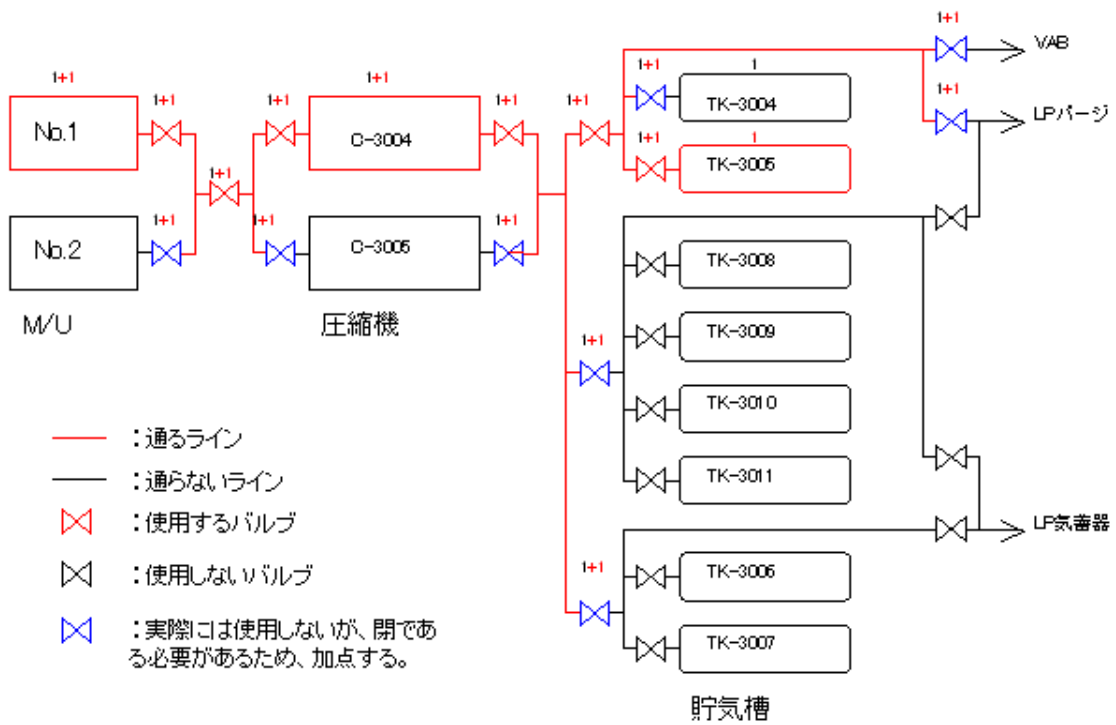 1+1
VAB
1+1
1+1
1+1
1+1
1+1
1+1
1+1
1+1
1
TK-3004
1+1
LPパージ
No.1
C-3004
1+1
1
TK-3005
1+1
No.2
1+1
1+1
C-3005
1+1
TK-3008
M/U
圧縮機
1+1
TK-3009
TK-3010
:通るライン
:通らないライン
TK-3011
:使用するバルブ
LP気蓄器
:使用しないバルブ
1+1
TK-3006
:実際には使用しないが、閉であ
る必要があるため、加点する。
TK-3007
貯気槽